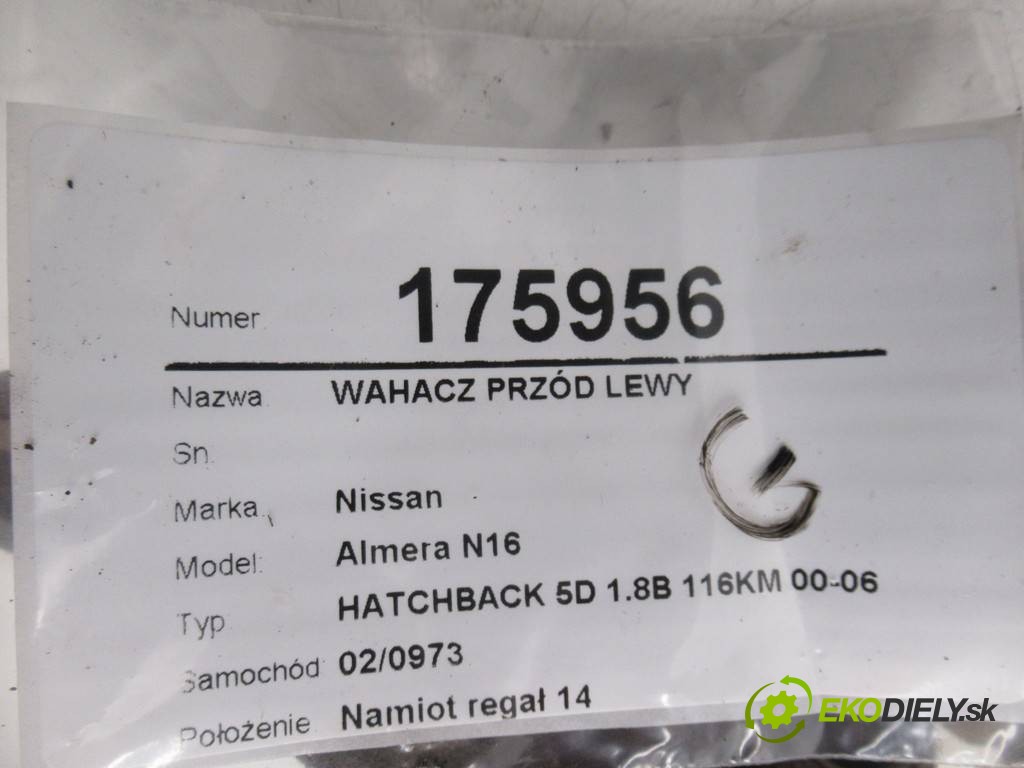 Numer 175956
Nazwa WAHACZ PRZÓD LEWY
Sn
Marka Nissan
Model: Almera N16
Typ HATCHBACK 5D 1.8B 116KM 00-06
Samochód 02/0973
Położenie Namiot regał 14
EKODIELY.sk